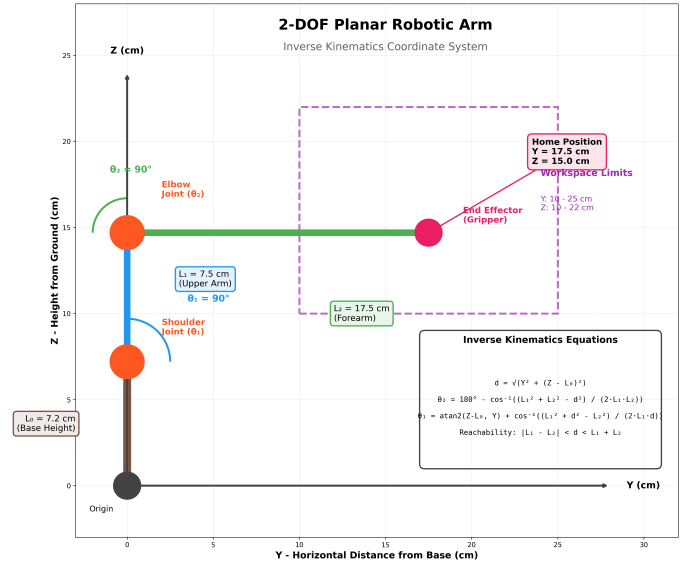 2-DOF Planar Robotic Arm
Inverse Kinematics Coordinate System
Z (cm)
25
20
15
10
5
0
Z - Height from Ground (cm)
Home Position
Y = 17.5 cm
Z = 15.0 cm
Workspace Limits
Y: 10 - 25 cm
Z: 10 - 22 cm
θ₂ = 90°
Elbow
Joint (θ₂)
End Effector
(Gripper)
L₁ = 7.5 cm
(Upper Arm)
θ₁ = 90°
L₂ = 17.5 cm
(Forearm)
Shoulder
Joint (θ₁)
Inverse Kinematics Equations
d = √(Y² + (Z - L₀)²)
θ₂ = 180° - cos⁻¹((L₁² + L₂² - d²) / (2·L₁·L₂))
θ₁ = atan2(Z-L₀, Y) + cos⁻¹((L₁² + d² - L₂²) / (2·L₁·d))
Reachability: |L₁ - L₂| < d < L₁ + L₂
L₀ = 7.2 cm
(Base Height)
Y (cm)
Origin
0
5
10
15
20
25
30
Y - Horizontal Distance from Base (cm)